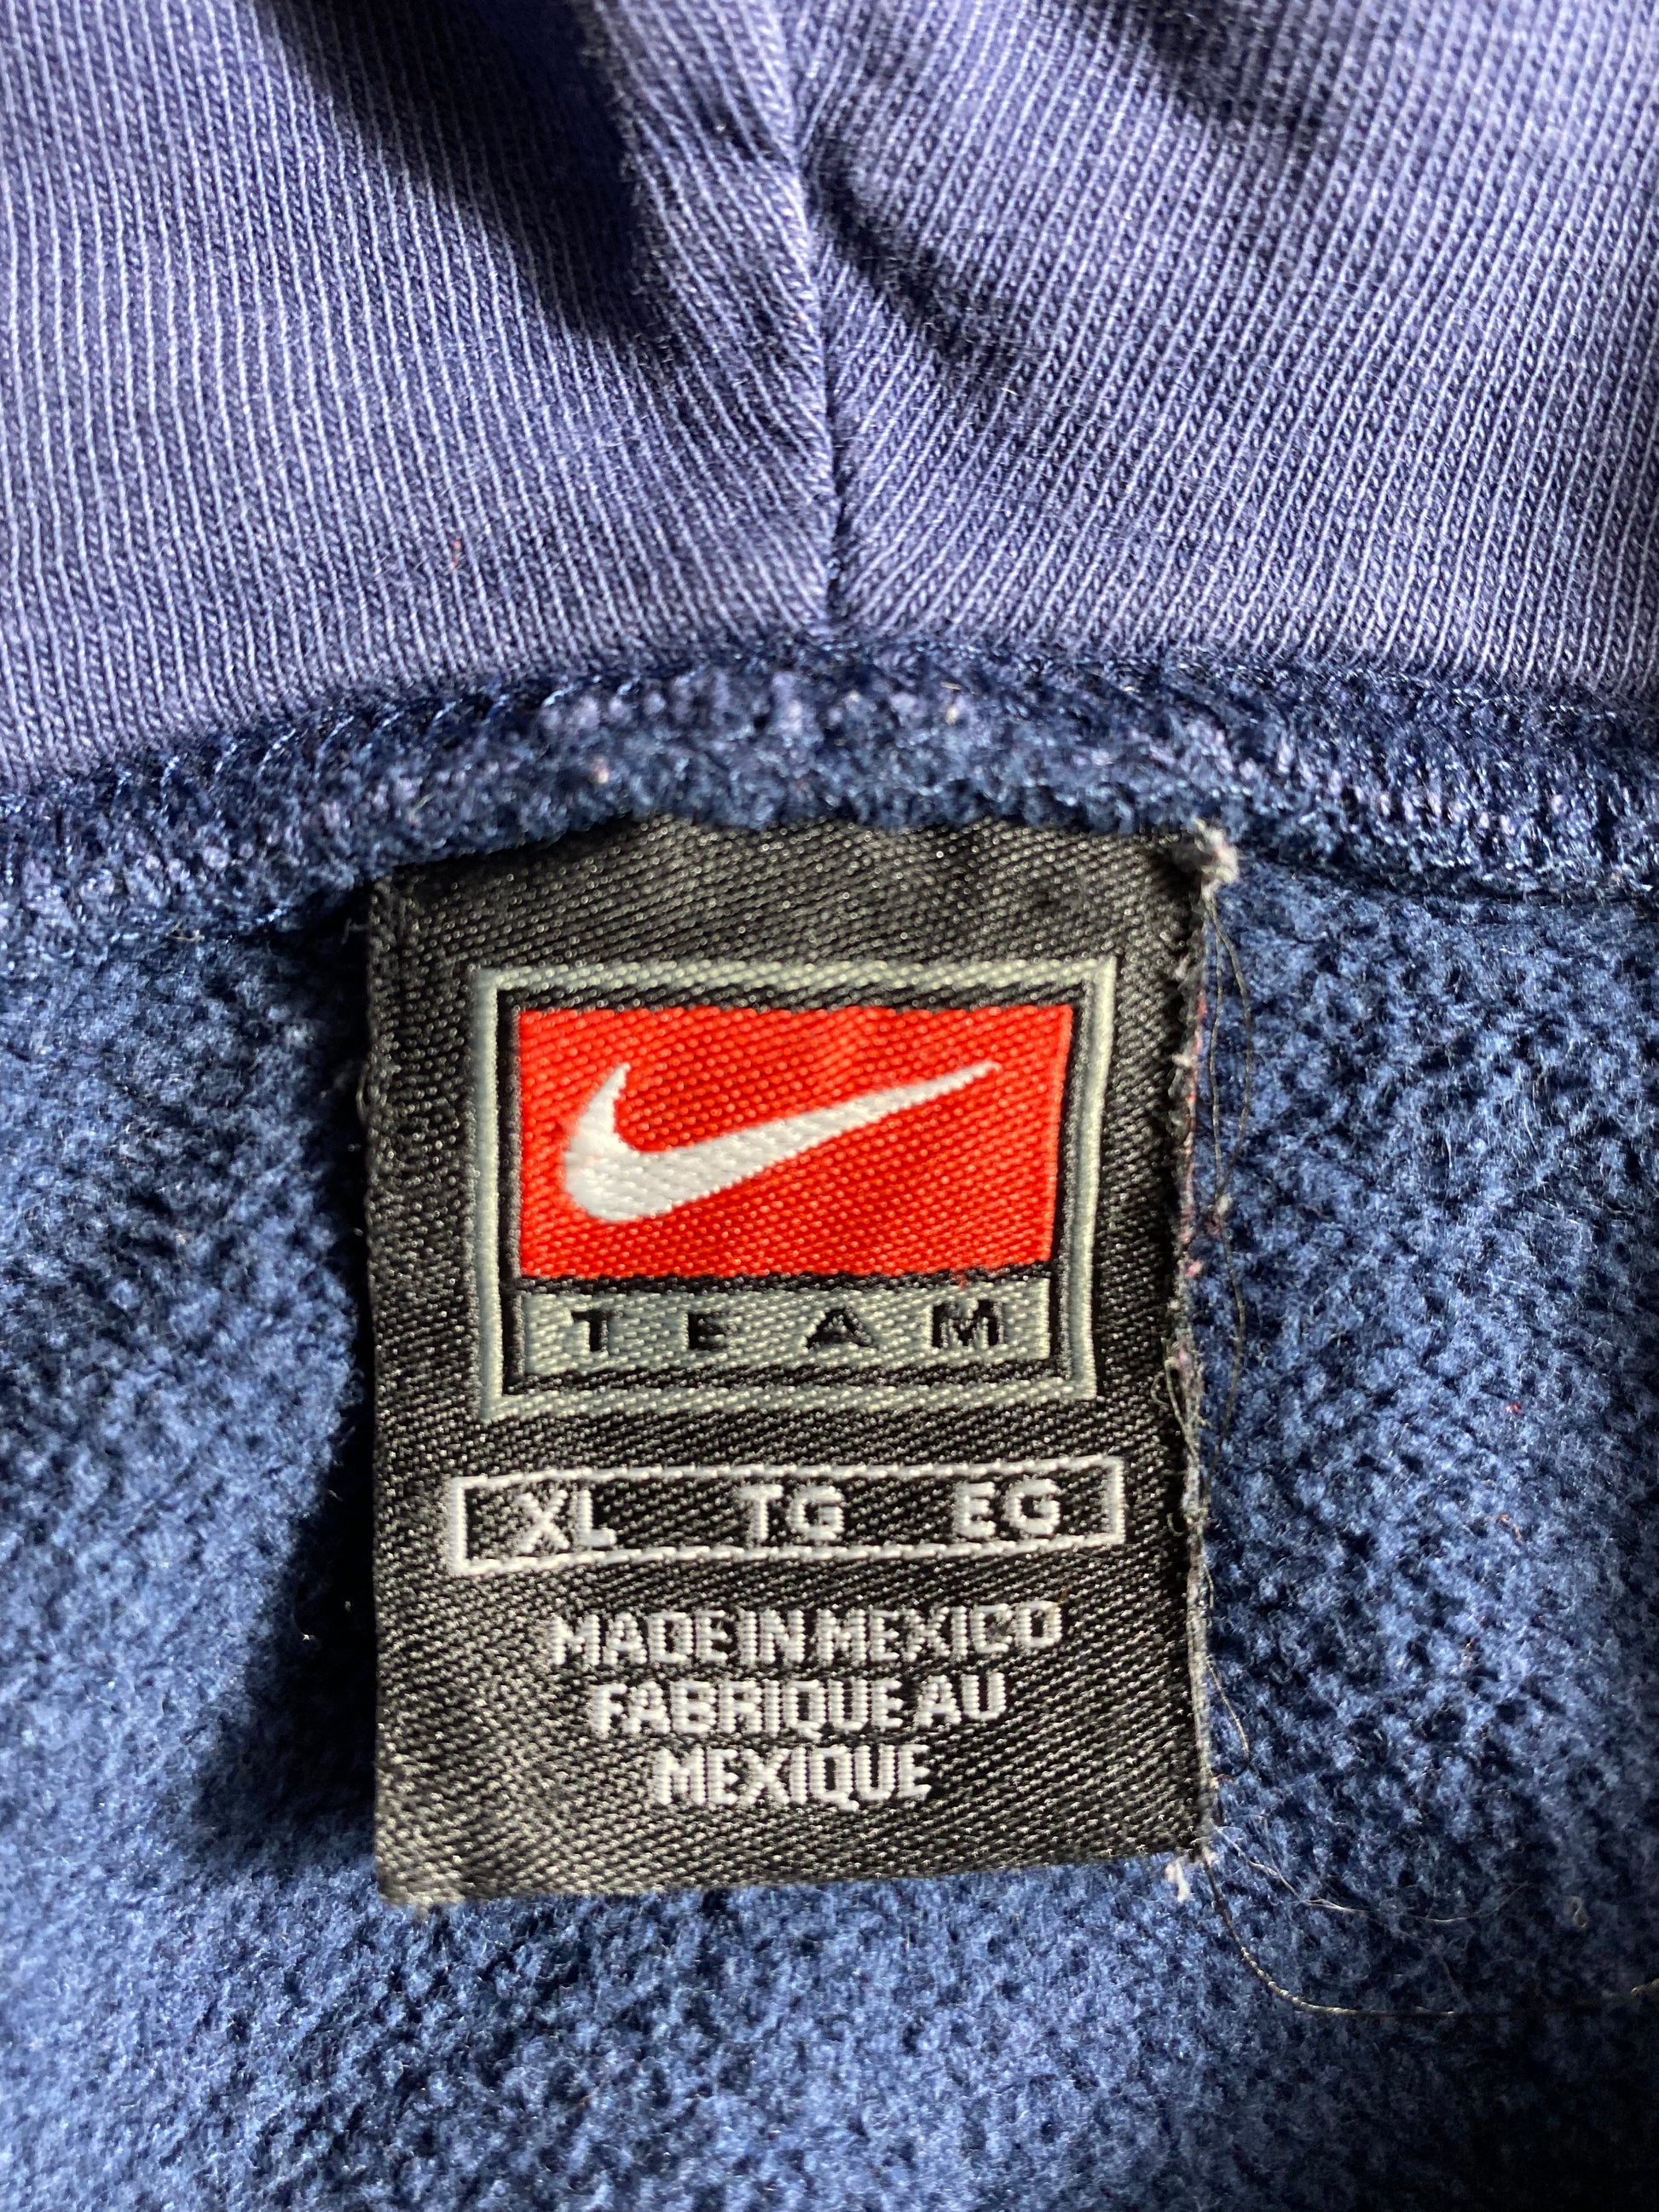 TEAM
XL TG EG
MADE IN MEXICO
FABRIQUE AU
MEXIQUE